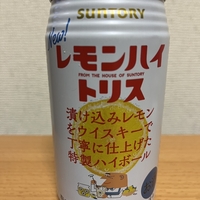 SUNTORY
New!
レモンハイ
FROM THE HOUSE OF SUNTORY
トリス
漬け込みレモン
をウイスキーで
丁寧に仕上げた
特製ハイボール